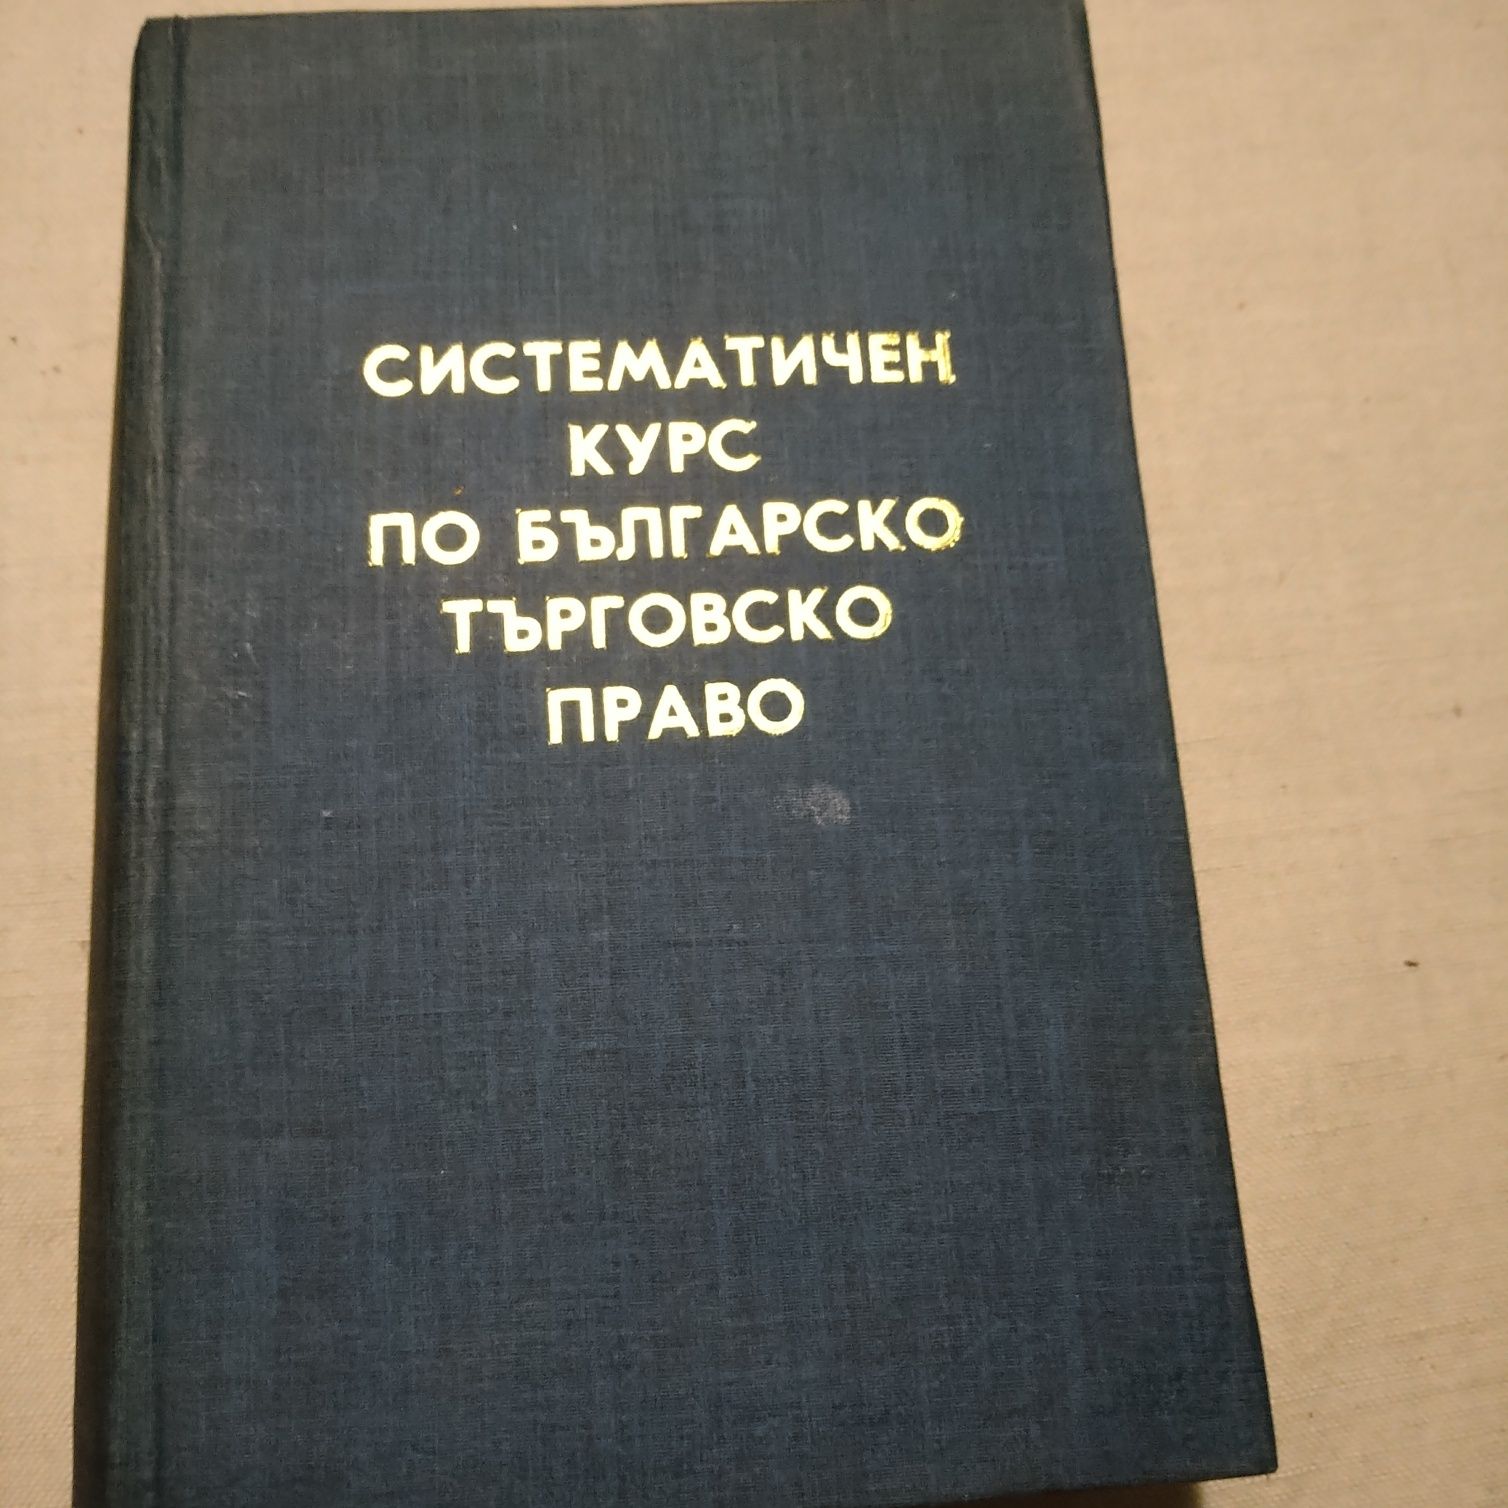 СИСТЕМАТИЧЕН
КУРС
ПО БЪЛГАРСКО
ТЪРГОВСКО
ПРАВО